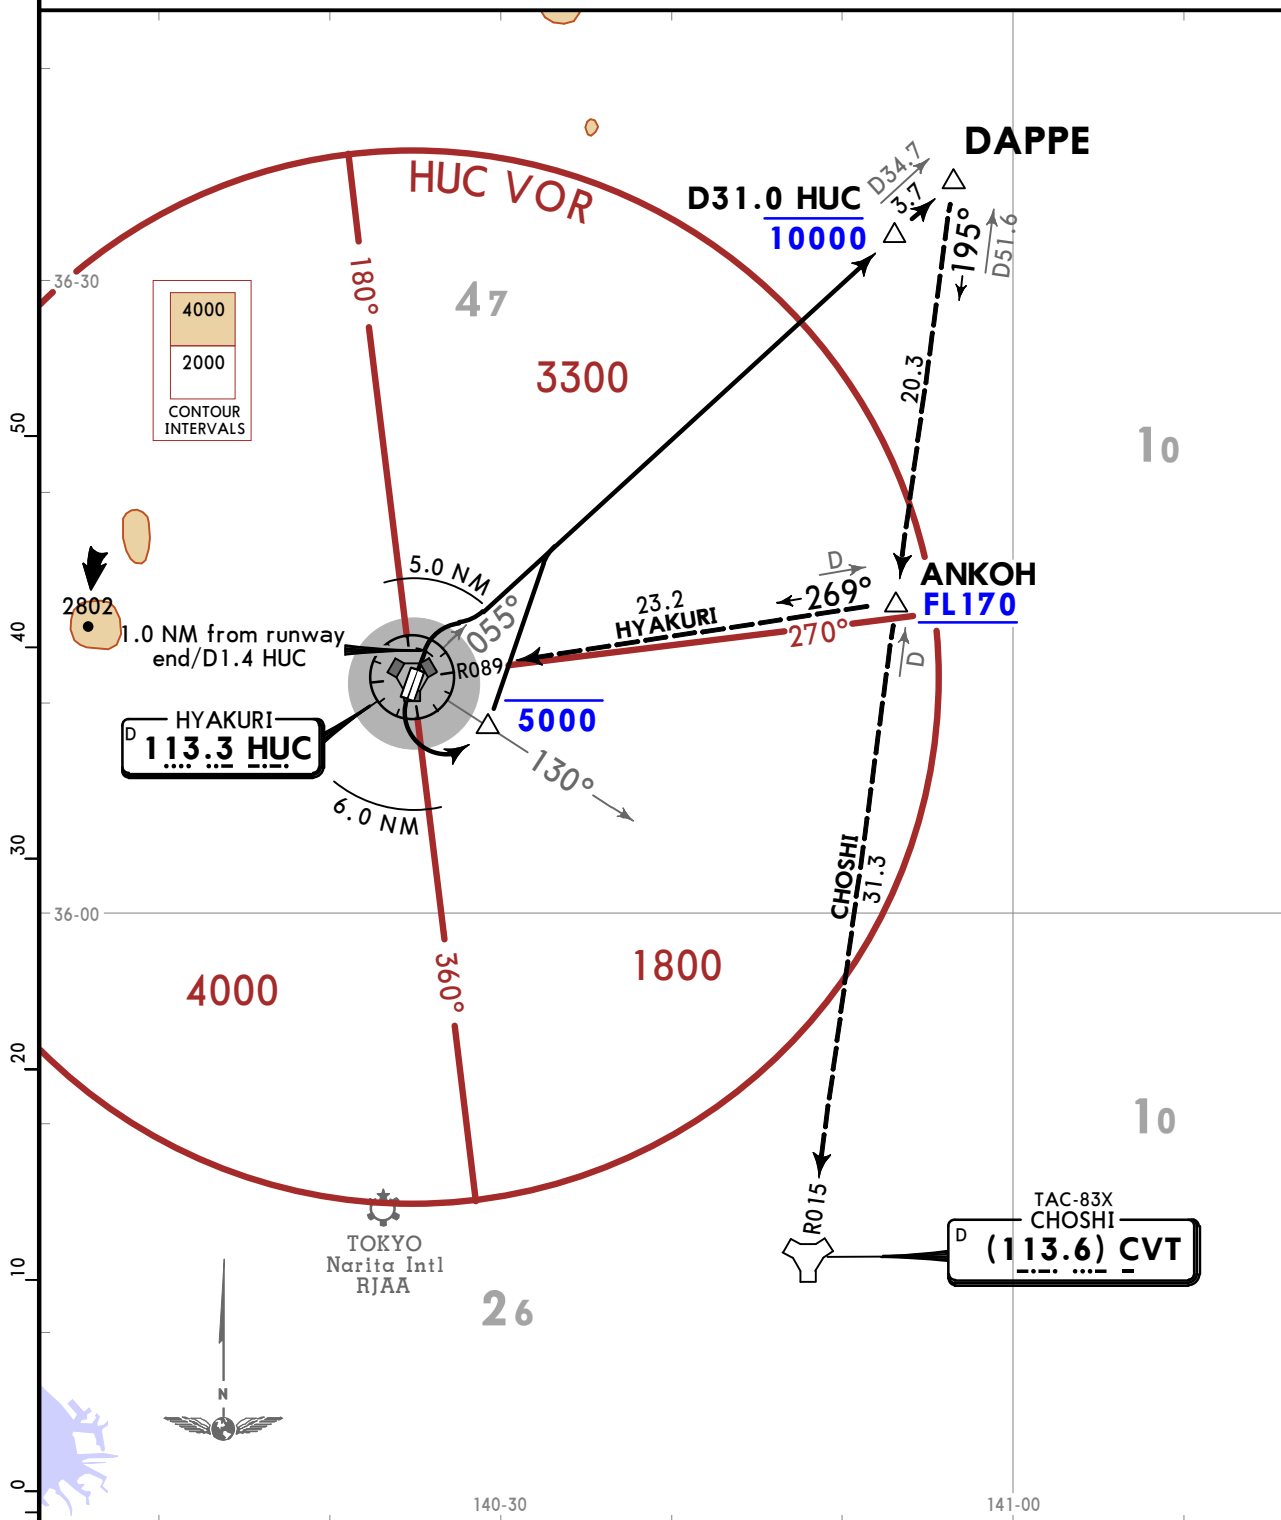 DAPPE
D34.7
3.7
D31.0 HUC
10000
195°
D51.6
HUC VOR
36-30
180°
47
4000
2000
CONTOUR
INTERVALS
3300
20.3
50
10
5.0 NM
D
ANKOH
FL170
269°
23.2
HYAKURI
270°
055°
R089
2802
40
1.0 NM from runway
end/D1.4 HUC
D
5000
HYAKURI
D 113.3 HUC
130°
6.0 NM
30
CHOSHI
31.3
36-00
4000
360°
1800
20
10
R015
TAC-83X
CHOSHI
D (113.6) CVT
TOKYO
Narita Intl
RJAA
10
26
N
0
140-30
141-00